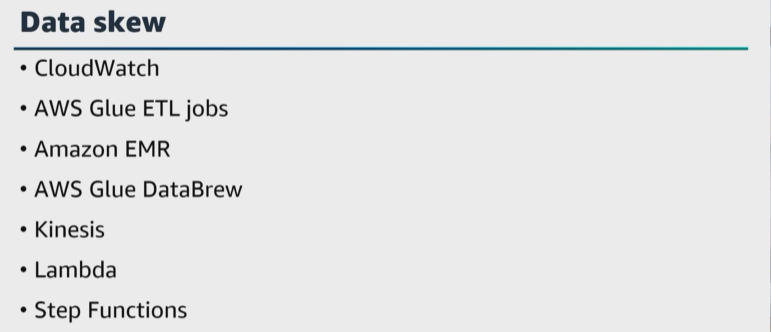 Data skew
• CloudWatch
• AWS Glue ETL jobs
• Amazon EMR
• AWS Glue DataBrew
• Kinesis
• Lambda
• Step Functions